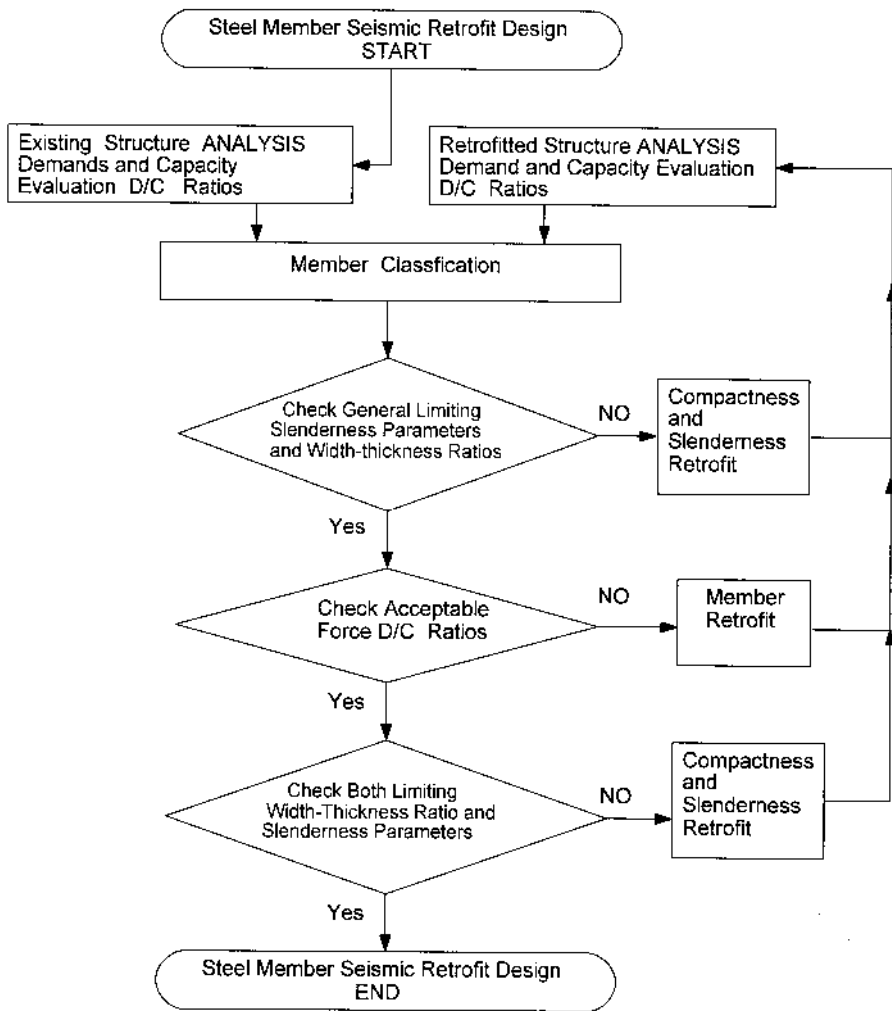 Steel Member Seismic Retrofit Design
START
Existing Structure ANALYSIS
Demands and Capacity
Evaluation D/C Ratios
Retrofitted Structure ANALYSIS
Demand and Capacity Evaluation
D/C Ratios
Member Classfication
Check General Limiting
Slenderness Parameters
and Width-thickness Ratios
NO
Compactness
and
Slenderness
Retrofit
Yes
Check Acceptable
Force D/C Ratios
NO
Member
Retrofit
Yes
Check Both Limiting
Width-Thickness Ratio and
Slenderness Parameters
NO
Compactness
and
Slenderness
Retrofit
Yes
Steel Member Seismic Retrofit Design
END